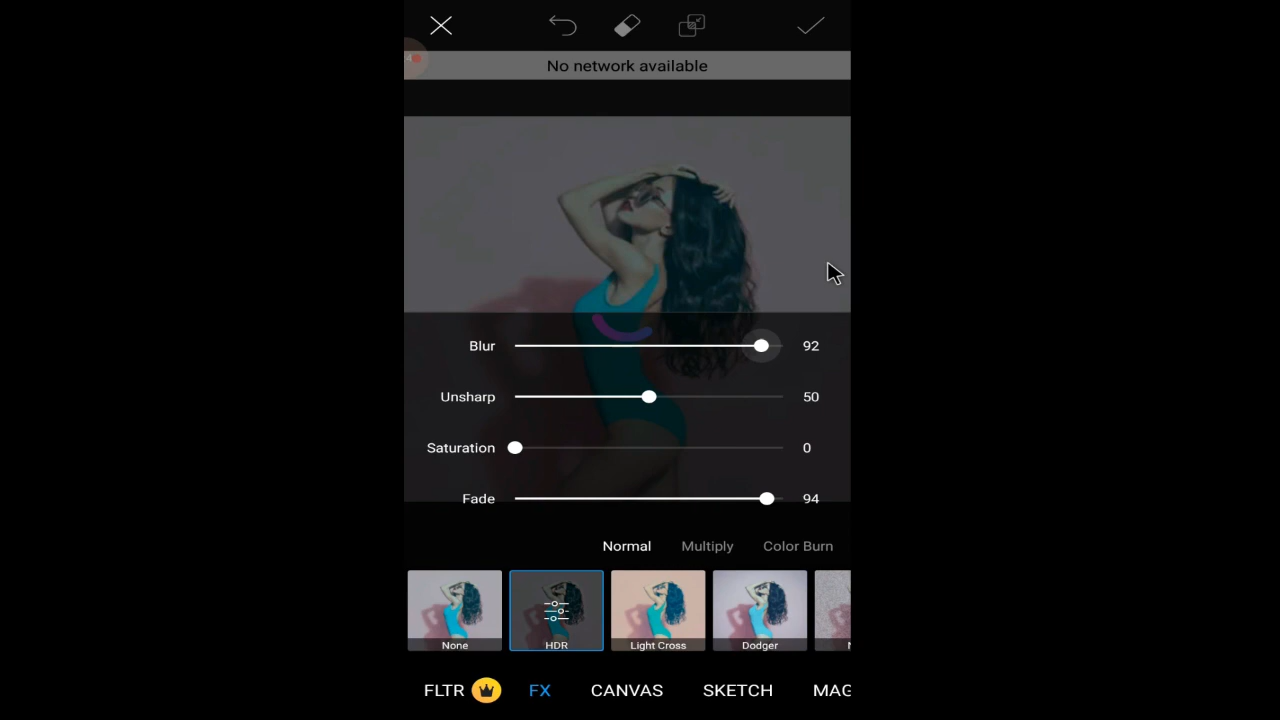 No network available
Blur 92
Unsharp 50
Saturation 0
Fade 94
Normal Multiply Color Burn
None HDR Light Cross Dodger
FLTR FX CANVAS SKETCH MAG